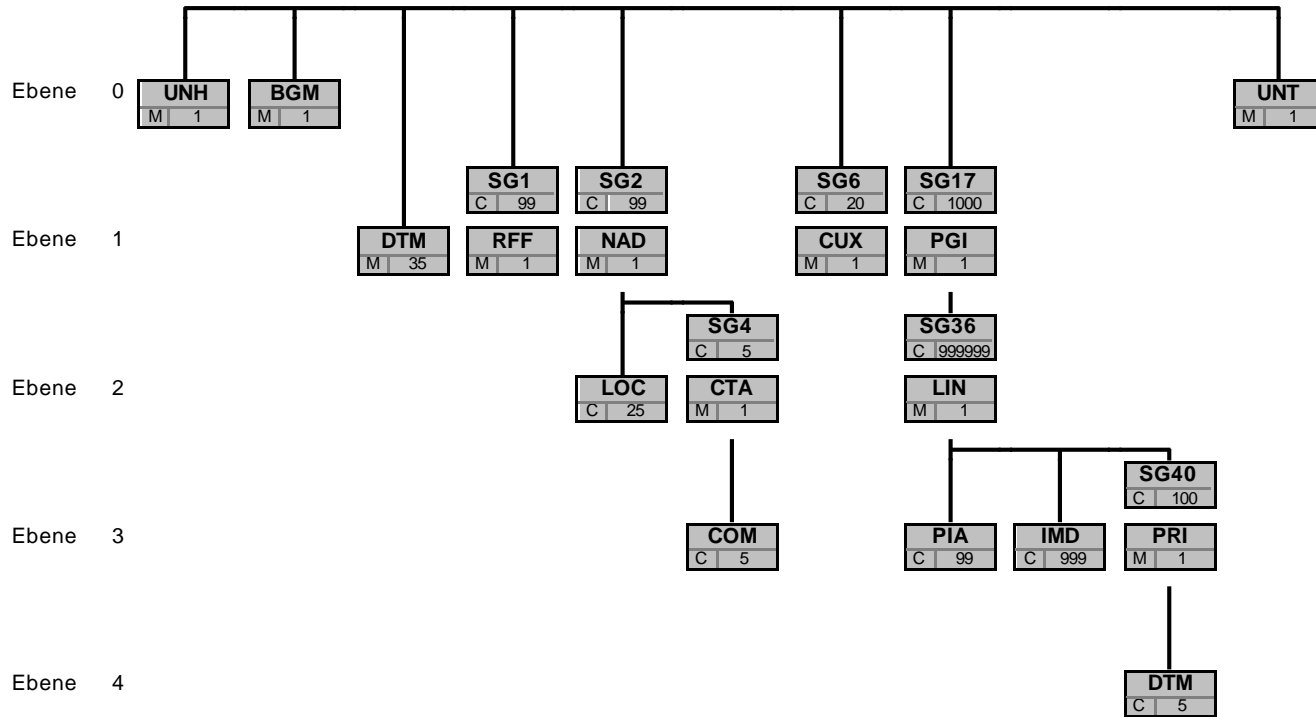 Ebene 0 UNH BGM UNT
M 1 M 1 M 1
SG1 SG2 SG6 SG17
C 99 C 99 C 20 C 1000
Ebene 1 DTM RFF NAD CUX PGI
M 35 M 1 M 1 M 1 M 1
SG4 SG36
C 5 C 999999
Ebene 2 LOC CTA LIN
C 25 M 1 M 1
SG40
C 100
Ebene 3 COM PIA IMD PRI
C 5 C 99 C 999 M 1
Ebene 4 DTM
C 5